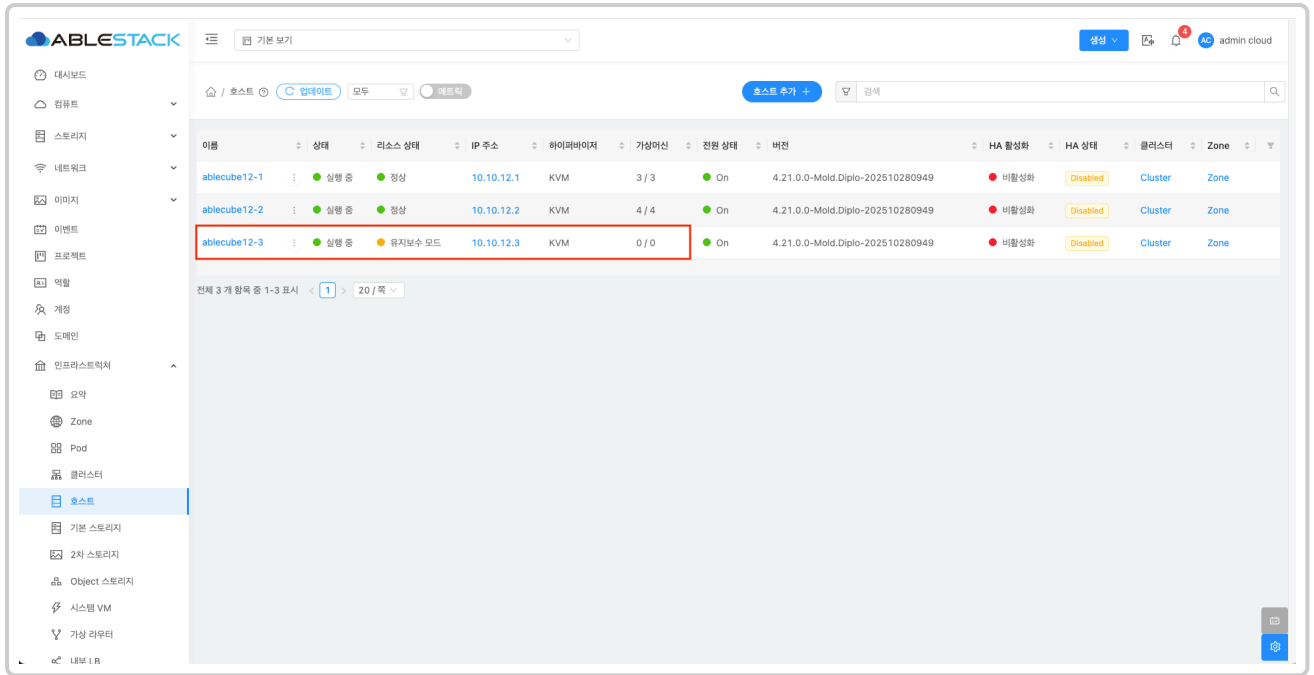 ABLESTACK
기본 보기
생성
4
AC
admin cloud
대시보드
컴퓨트
스토리지
네트워크
이미지
이벤트
프로젝트
역할
계정
도메인
인프라스트럭쳐
요약
Zone
Pod
클러스터
호스트
기본 스토리지
2차 스토리지
Object 스토리지
시스템 VM
가상 라우터
내부 LB
/ 호스트 업데이트 모두 메트릭
호스트 추가 +
검색
이름 상태 리소스 상태 IP 주소 하이퍼바이저 가상머신 전원 상태 버전 HA 활성화 HA 상태 클러스터 Zone
ablecube12-1 실행 중 정상 10.10.12.1 KVM 3 / 3 On 4.21.0.0-Mold.Diplo-202510280949 비활성화 Disabled Cluster Zone
ablecube12-2 실행 중 정상 10.10.12.2 KVM 4 / 4 On 4.21.0.0-Mold.Diplo-202510280949 비활성화 Disabled Cluster Zone
ablecube12-3 실행 중 유지보수 모드 10.10.12.3 KVM 0 / 0 On 4.21.0.0-Mold.Diplo-202510280949 비활성화 Disabled Cluster Zone
전체 3 개 항목 중 1-3 표시 < 1 > 20 / 쪽